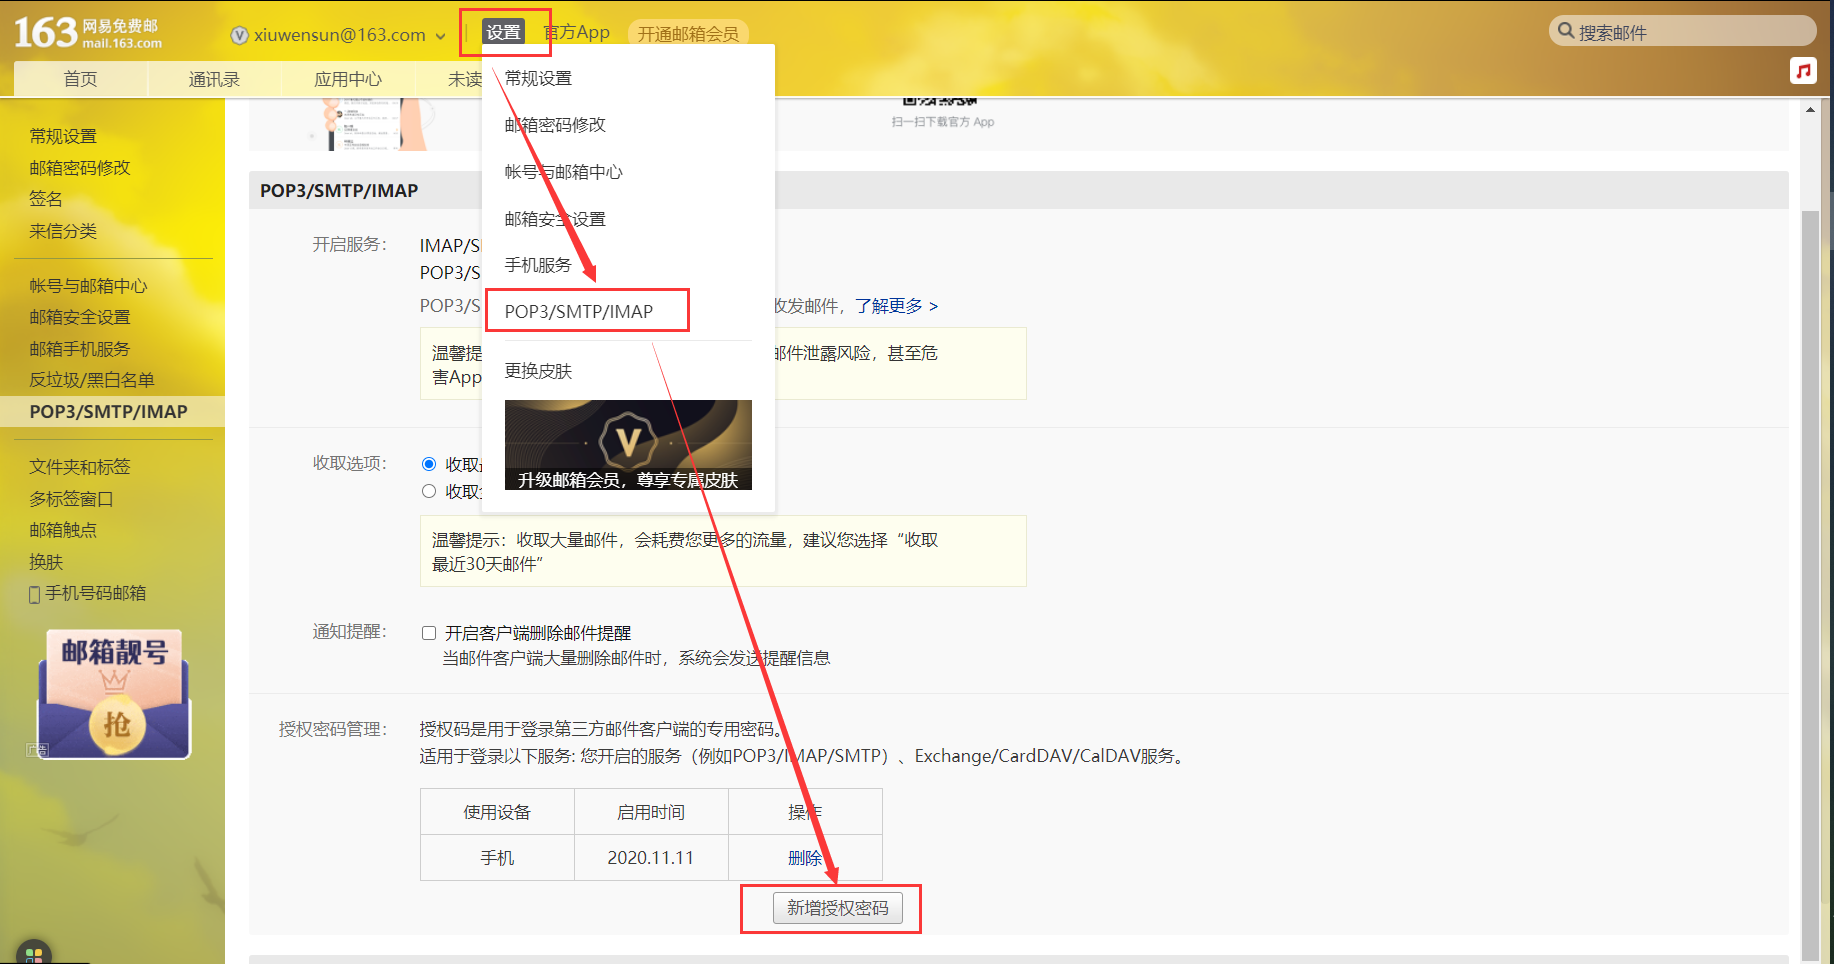 163 网易免费邮
mail.163.com
xiuwensun@163.com
设置
官方App
开通邮箱会员
搜索邮件
首页
通讯录
应用中心
未读
常规设置
邮箱密码修改
帐号与邮箱中心
邮箱安全设置
手机服务
POP3/SMTP/IMAP
更换皮肤
V
升级邮箱会员，尊享专属皮肤
常规设置
邮箱密码修改
签名
来信分类
帐号与邮箱中心
邮箱安全设置
邮箱手机服务
反垃圾/黑白名单
POP3/SMTP/IMAP
文件夹和标签
多标签窗口
邮箱触点
换肤
手机号码邮箱
邮箱靓号
抢
广告
扫一扫下载官方 App
POP3/SMTP/IMAP
开启服务：
IMAP/S
POP3/S
POP3/S 收发邮件，了解更多 >
温馨提 邮件泄露风险，甚至危
害App
收取选项：
收取
收取
温馨提示：收取大量邮件，会耗费您更多的流量，建议您选择“收取
最近30天邮件”
通知提醒：
开启客户端删除邮件提醒
当邮件客户端大量删除邮件时，系统会发送提醒信息
授权密码管理：
授权码是用于登录第三方邮件客户端的专用密码。
适用于登录以下服务: 您开启的服务（例如POP3/IMAP/SMTP）、Exchange/CardDAV/CalDAV服务。
使用设备 启用时间 操作
手机 2020.11.11 删除
新增授权密码